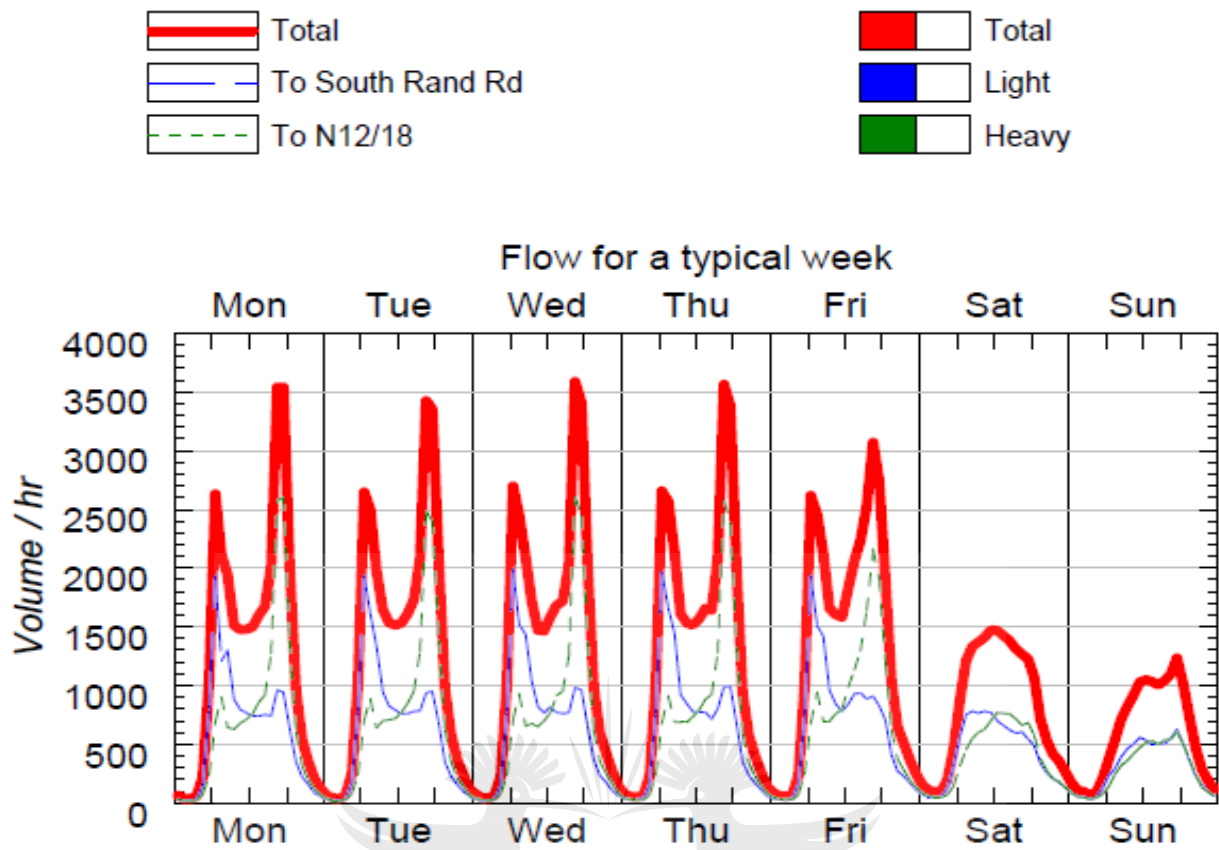 Total Total
To South Rand Rd Light
To N12/18 Heavy
Flow for a typical week
Mon Tue Wed Thu Fri Sat Sun
4000
3500
3000
2500
2000
1500
1000
500
0
Volume / hr
Mon Tue Wed Thu Fri Sat Sun